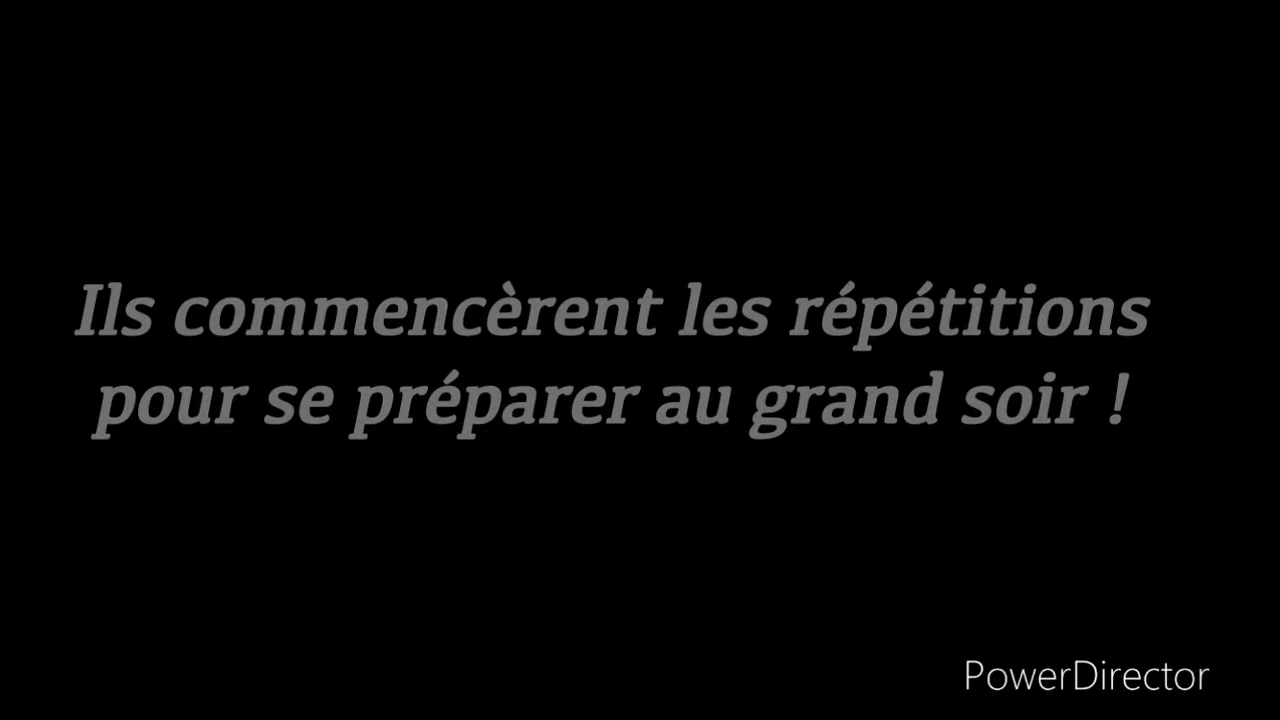 Ils commencèrent les répétitions
pour se préparer au grand soir !
PowerDirector